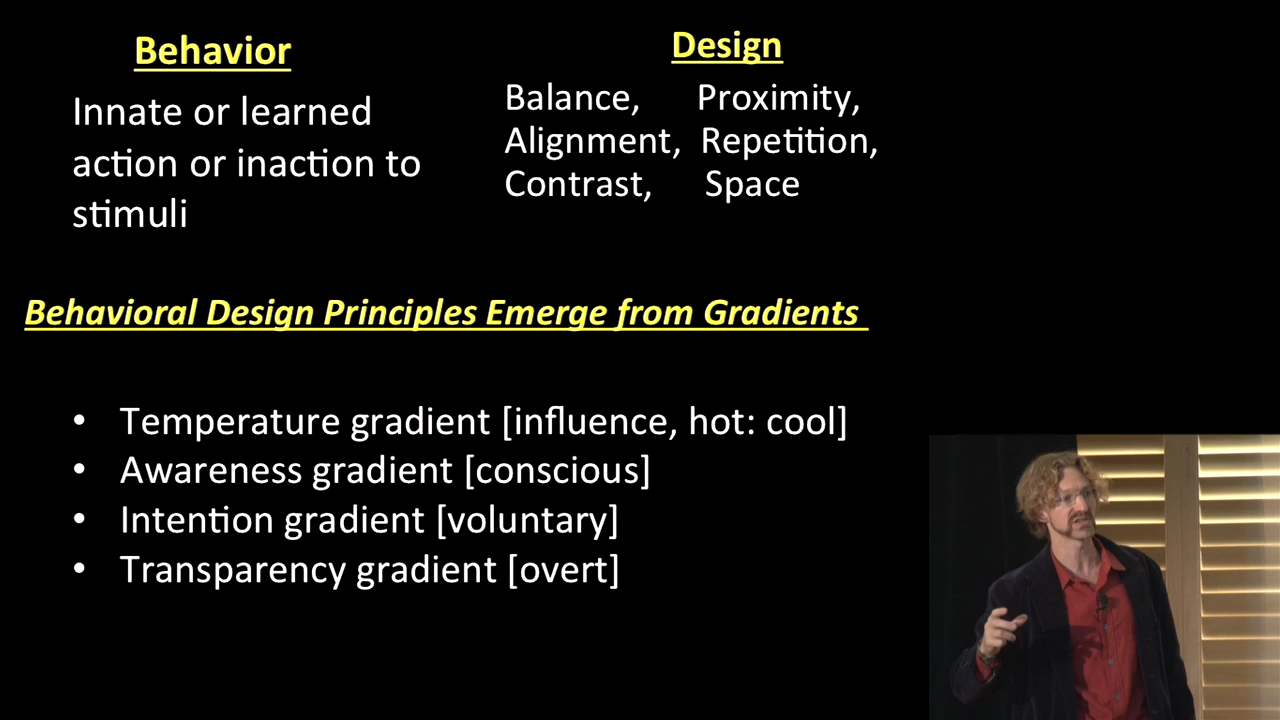 Behavior
Innate or learned
action or inaction to
stimuli
Design
Balance, Proximity,
Alignment, Repetition,
Contrast, Space
Behavioral Design Principles Emerge from Gradients
• Temperature gradient [influence, hot: cool]
• Awareness gradient [conscious]
• Intention gradient [voluntary]
• Transparency gradient [overt]